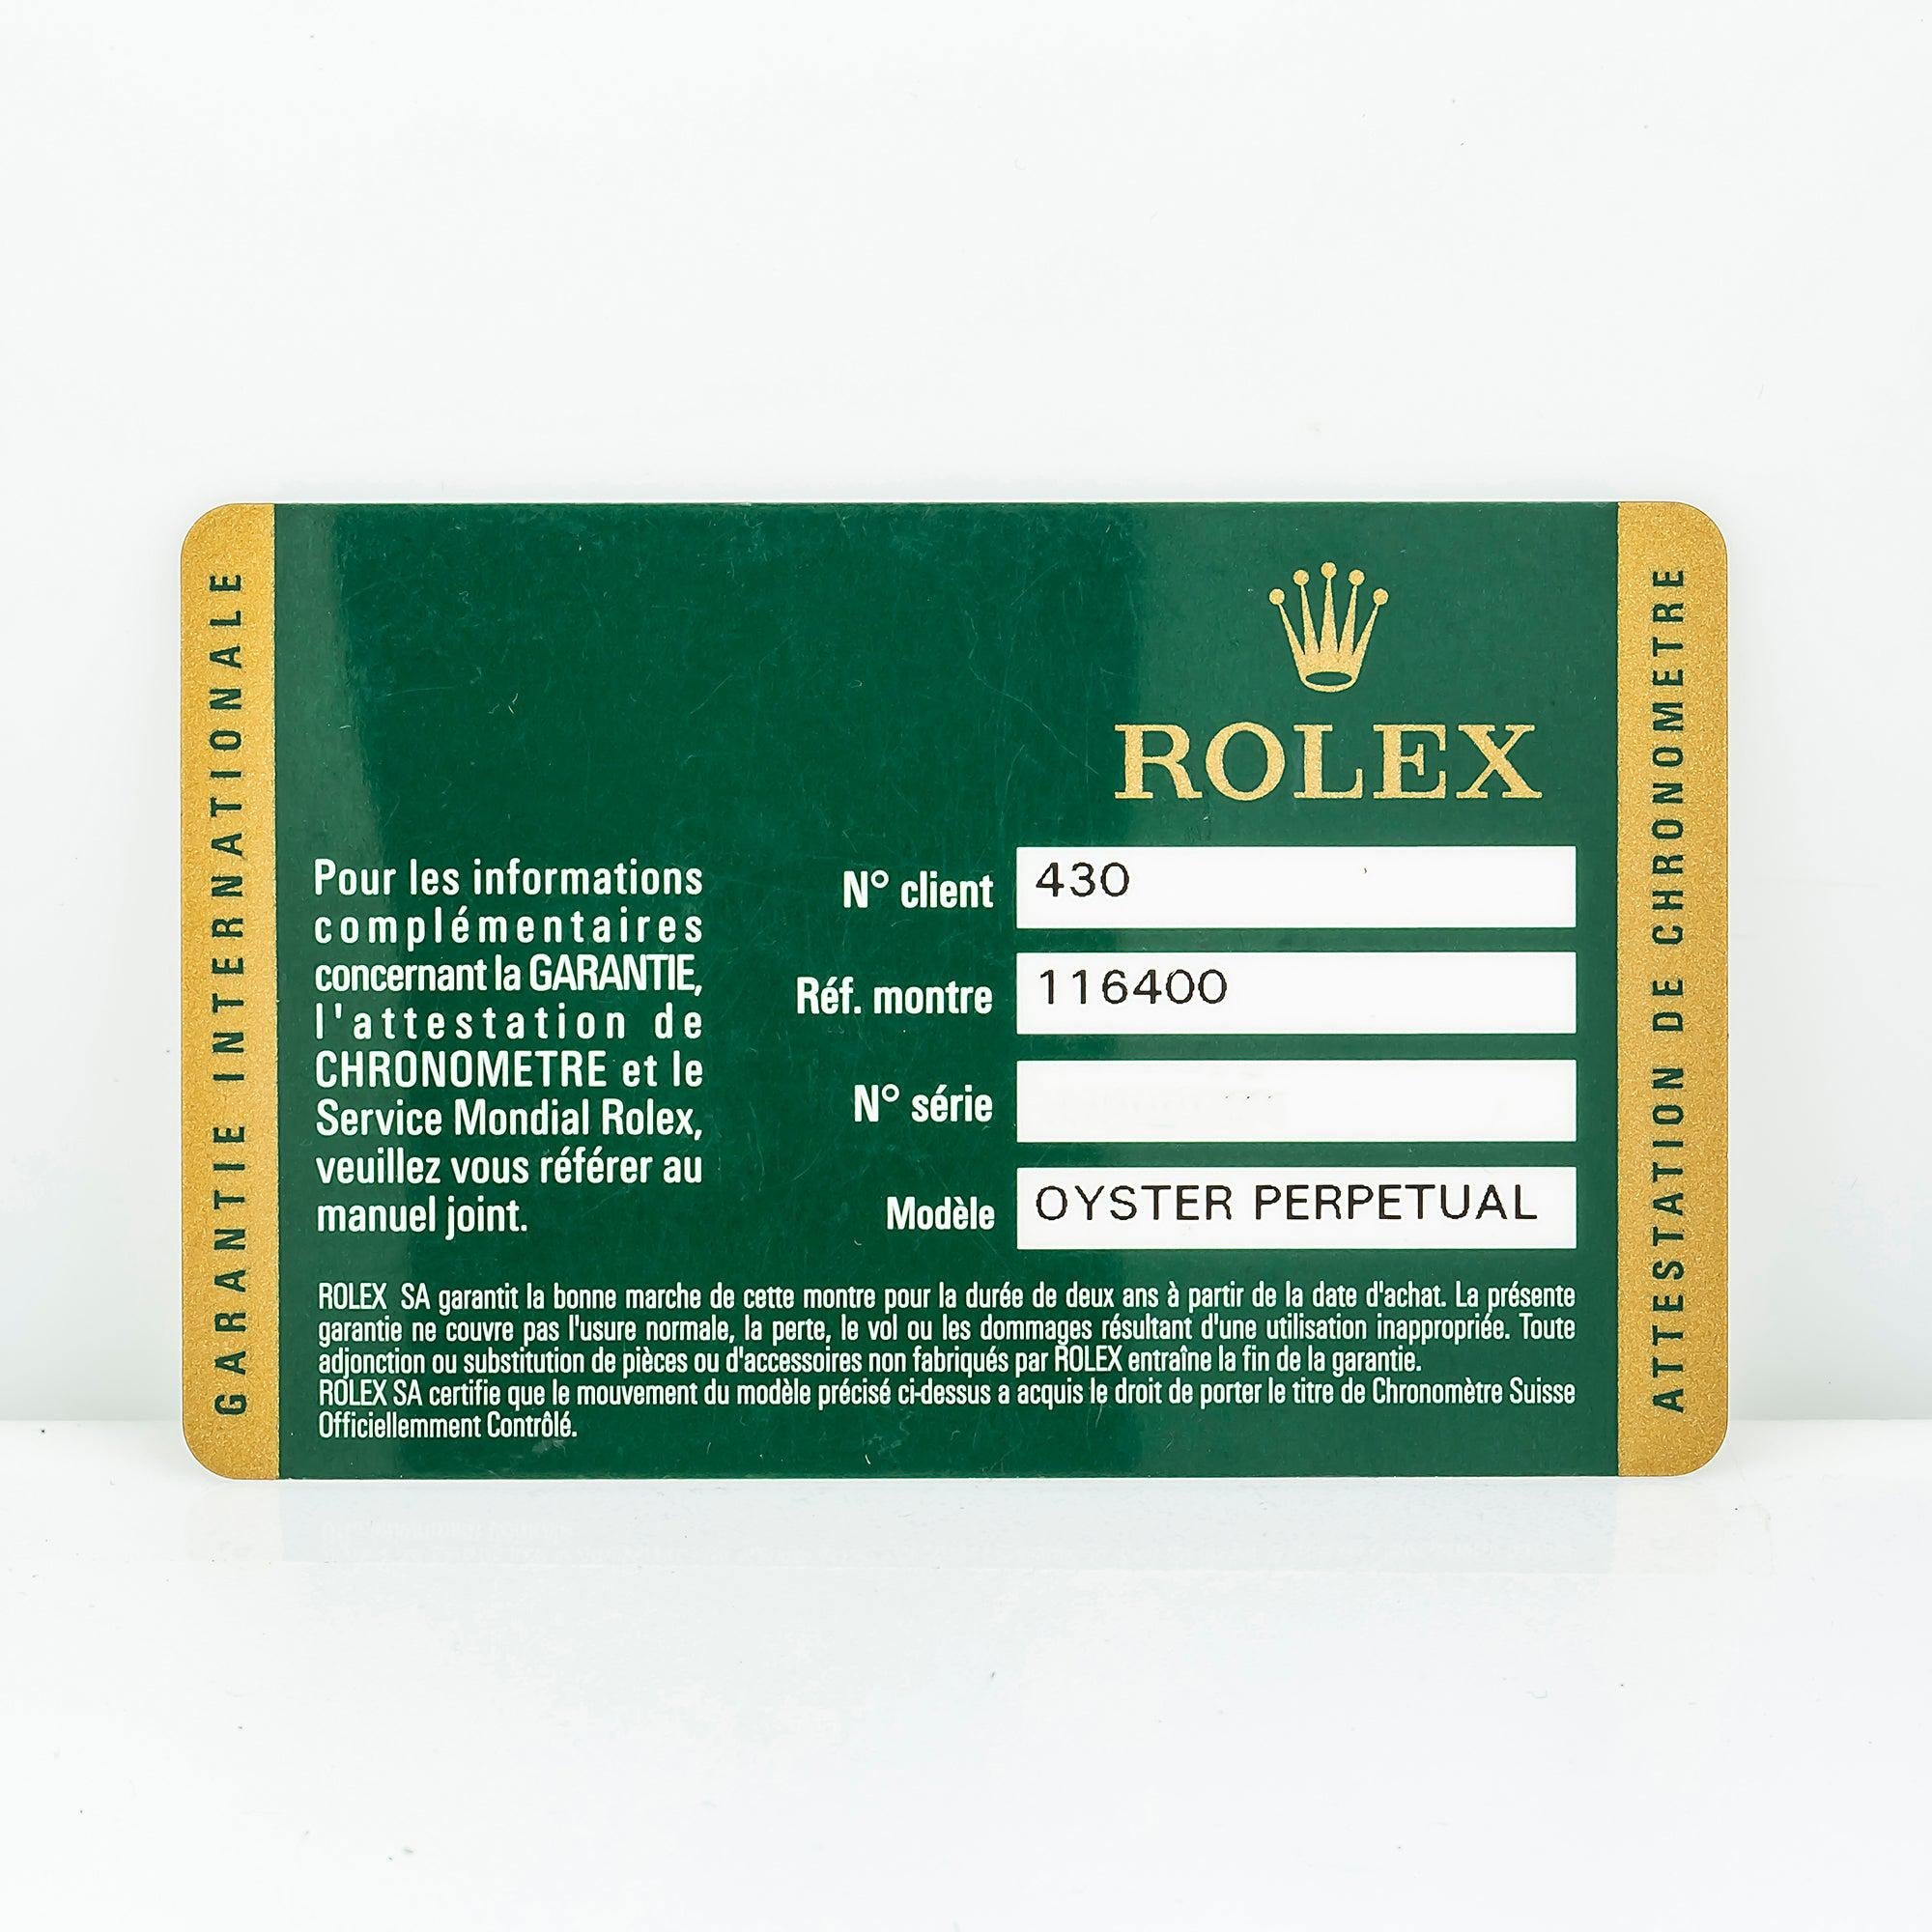 GARANTIE INTERNATIONALE
ROLEX
Pour les informations
complémentaires
concernant la GARANTIE,
l'attestation de
CHRONOMETRE et le
Service Mondial Rolex,
veuillez vous référer au
manuel joint.
N° client 430
Réf. montre 116400
N° série
Modèle OYSTER PERPETUAL
ROLEX SA garantit la bonne marche de cette montre pour la durée de deux ans à partir de la date d'achat. La présente
garantie ne couvre pas l'usure normale, la perte, le vol ou les dommages résultant d'une utilisation inappropriée. Toute
adjonction ou substitution de pièces ou d'accessoires non fabriqués par ROLEX entraîne la fin de la garantie.
ROLEX SA certifie que le mouvement du modèle précisé ci-dessus a acquis le droit de porter le titre de Chronomètre Suisse
Officiellemment Contrôlé.
ATTESTATION DE CHRONOMETRE